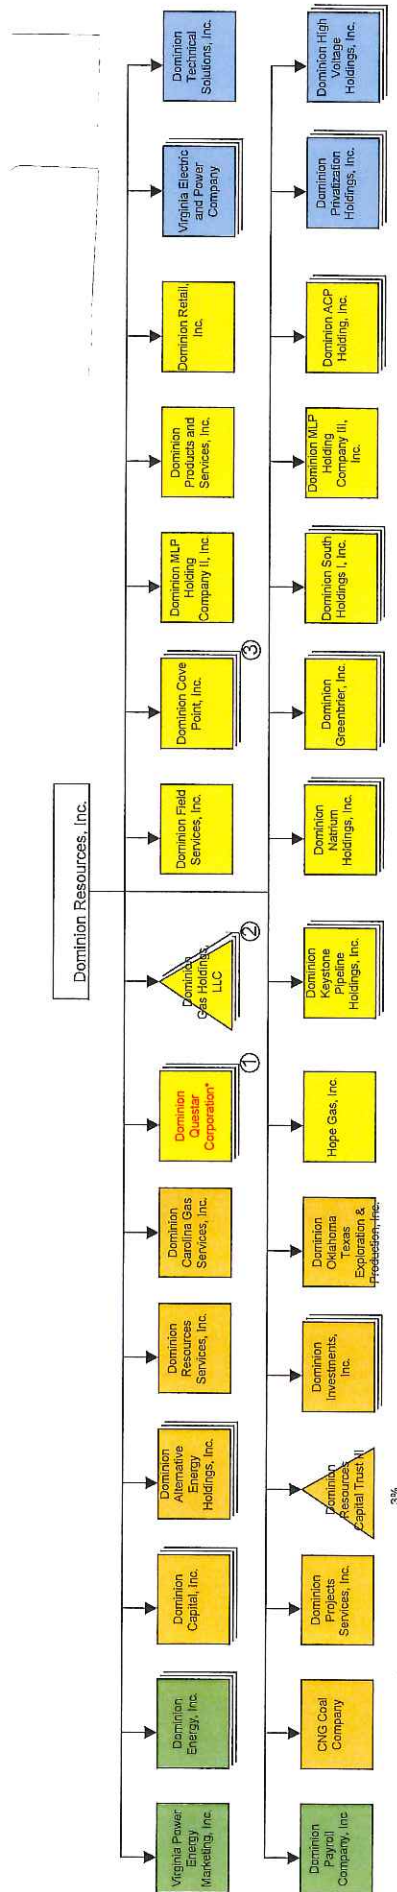 Dominion Resources, Inc.
Virginia Power
Energy
Marketing, Inc.
Dominion
Energy, Inc.
Dominion
Capital, Inc.
Dominion
Alternative
Energy
Holdings, Inc.
Dominion
Resources
Services, Inc.
Dominion
Carolina Gas
Services, Inc.
Dominion
Questar
Corporation*
1
Dominion
Gas Holdings,
LLC
2
Dominion Field
Services, Inc.
Dominion Cove
Point, Inc.
3
Dominion MLP
Holding
Company II, Inc.
Dominion
Products and
Services, Inc.
Dominion Retail,
Inc.
Virginia Electric
and Power
Company
Dominion
Technical
Solutions, Inc.
Dominion
Payroll
Company, Inc
CNG Coal
Company
Dominion
Projects
Services, Inc.
Dominion
Resources
Capital Trust III
3%
Dominion
Investments,
Inc.
Dominion
Oklahoma
Texas
Exploration &
Production, Inc.
Hope Gas, Inc.
Dominion
Keystone
Pipeline
Holdings, Inc.
Dominion
Natrium
Holdings, Inc.
Dominion
Greenbrier, Inc.
Dominion South
Holdings I, Inc.
Dominion MLP
Holding
Company III,
Inc.
Dominion ACP
Holding, Inc.
Dominion
Privatization
Holdings, Inc.
Dominion High
Voltage
Holdings, Inc.